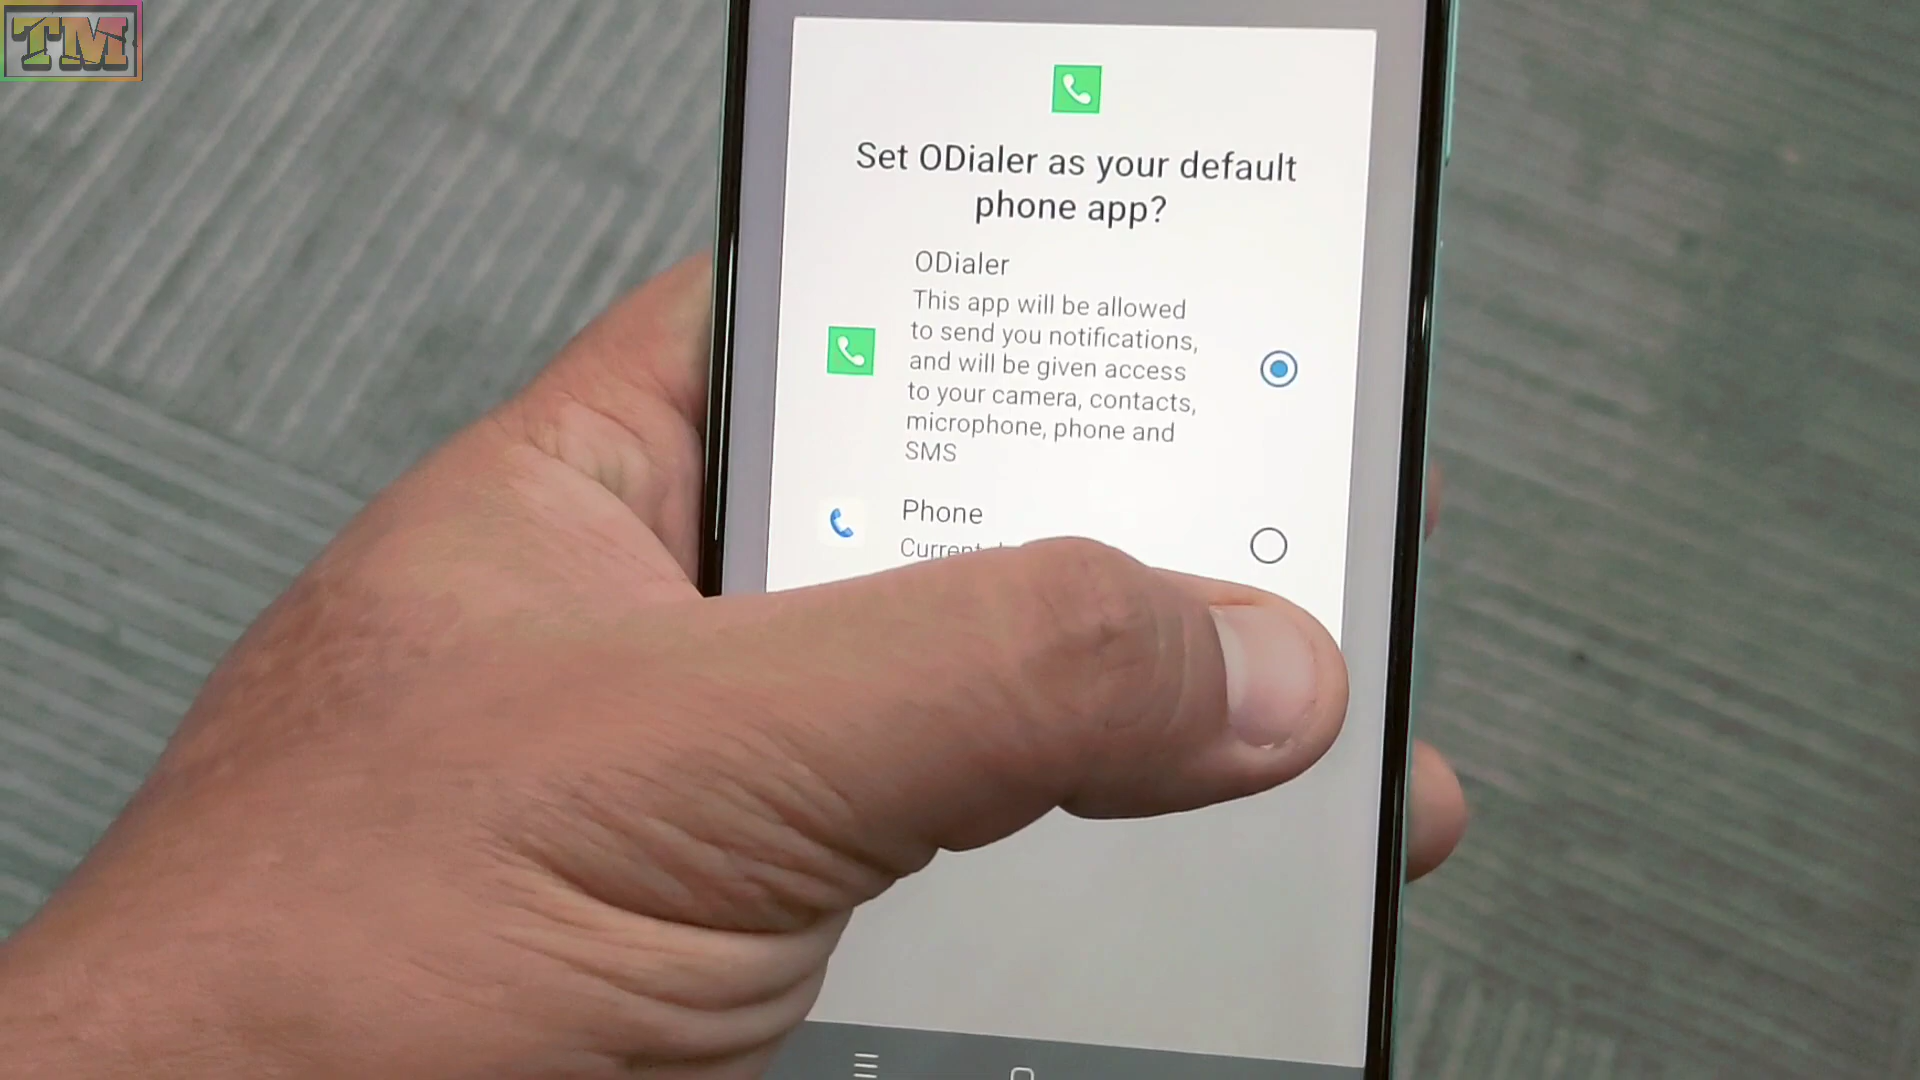 TM
Set ODialer as your default
phone app?
ODialer
This app will be allowed
to send you notifications,
and will be given access
to your camera, contacts,
microphone, phone and
SMS
Phone
Current